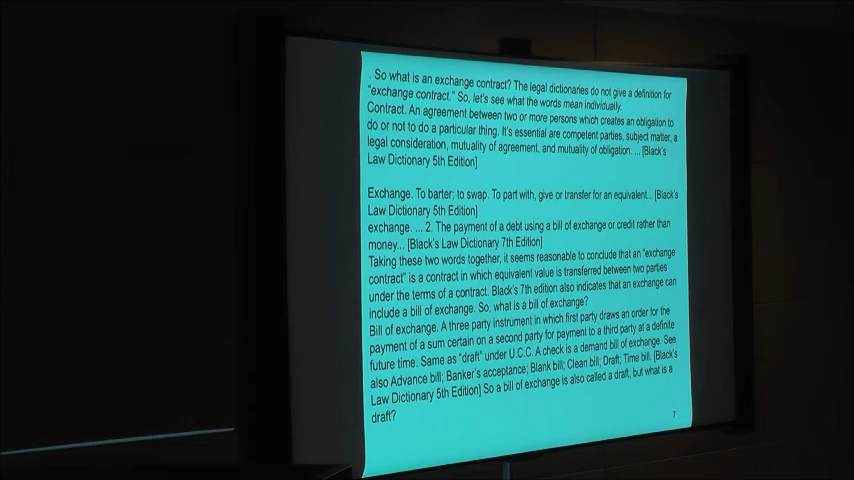 . So what is an exchange contract? The legal dictionaries do not give a definition for
"exchange contract." So, let's see what the words mean individually.
Contract. An agreement between two or more persons which creates an obligation to
do or not to do a particular thing. It's essential are competent parties, subject matter, a
legal consideration, mutuality of agreement, and mutuality of obligation. ... [Black's
Law Dictionary 5th Edition]
Exchange. To barter; to swap. To part with, give or transfer for an equivalent... [Black's
Law Dictionary 5th Edition]
exchange. ... 2. The payment of a debt using a bill of exchange or credit rather than
money... [Black's Law Dictionary 7th Edition]
Taking these two words together, it seems reasonable to conclude that an "exchange
contract" is a contract in which equivalent value is transferred between two parties
under the terms of a contract. Black's 7th edition also indicates that an exchange can
include a bill of exchange. So, what is a bill of exchange?
Bill of exchange. A three party instrument in which first party draws an order for the
payment of a sum certain on a second party for payment to a third party at a definite
future time. Same as "draft" under U.C.C. A check is a demand bill of exchange. See
also Advance bill; Banker's acceptance; Blank bill; Clean bill; Draft; Time bill. [Black's
Law Dictionary 5th Edition] So a bill of exchange is also called a draft, but what is a
draft?
7